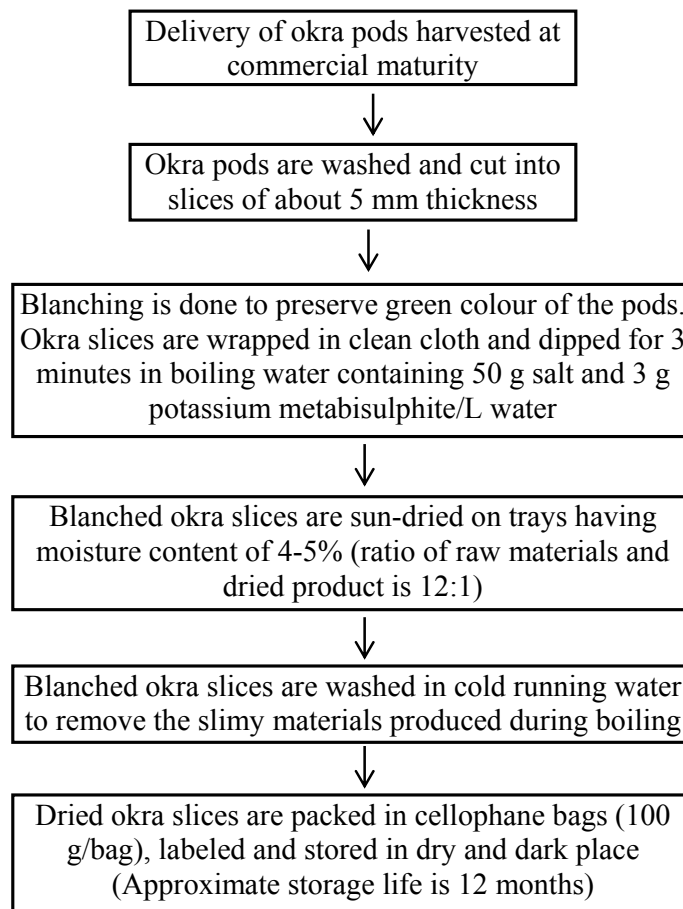 Delivery of okra pods harvested at
commercial maturity
Okra pods are washed and cut into
slices of about 5 mm thickness
Blanching is done to preserve green colour of the pods.
Okra slices are wrapped in clean cloth and dipped for 3
minutes in boiling water containing 50 g salt and 3 g
potassium metabisulphite/L water
Blanched okra slices are sun-dried on trays having
moisture content of 4-5% (ratio of raw materials and
dried product is 12:1)
Blanched okra slices are washed in cold running water
to remove the slimy materials produced during boiling
Dried okra slices are packed in cellophane bags (100
g/bag), labeled and stored in dry and dark place
(Approximate storage life is 12 months)